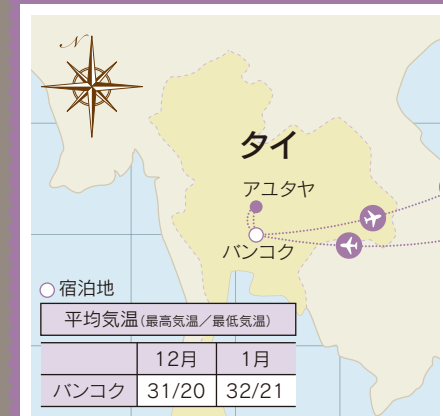 N
タイ
アユタヤ
バンコク
宿泊地
平均気温(最高気温/最低気温)
12月 1月
バンコク 31/20 32/21